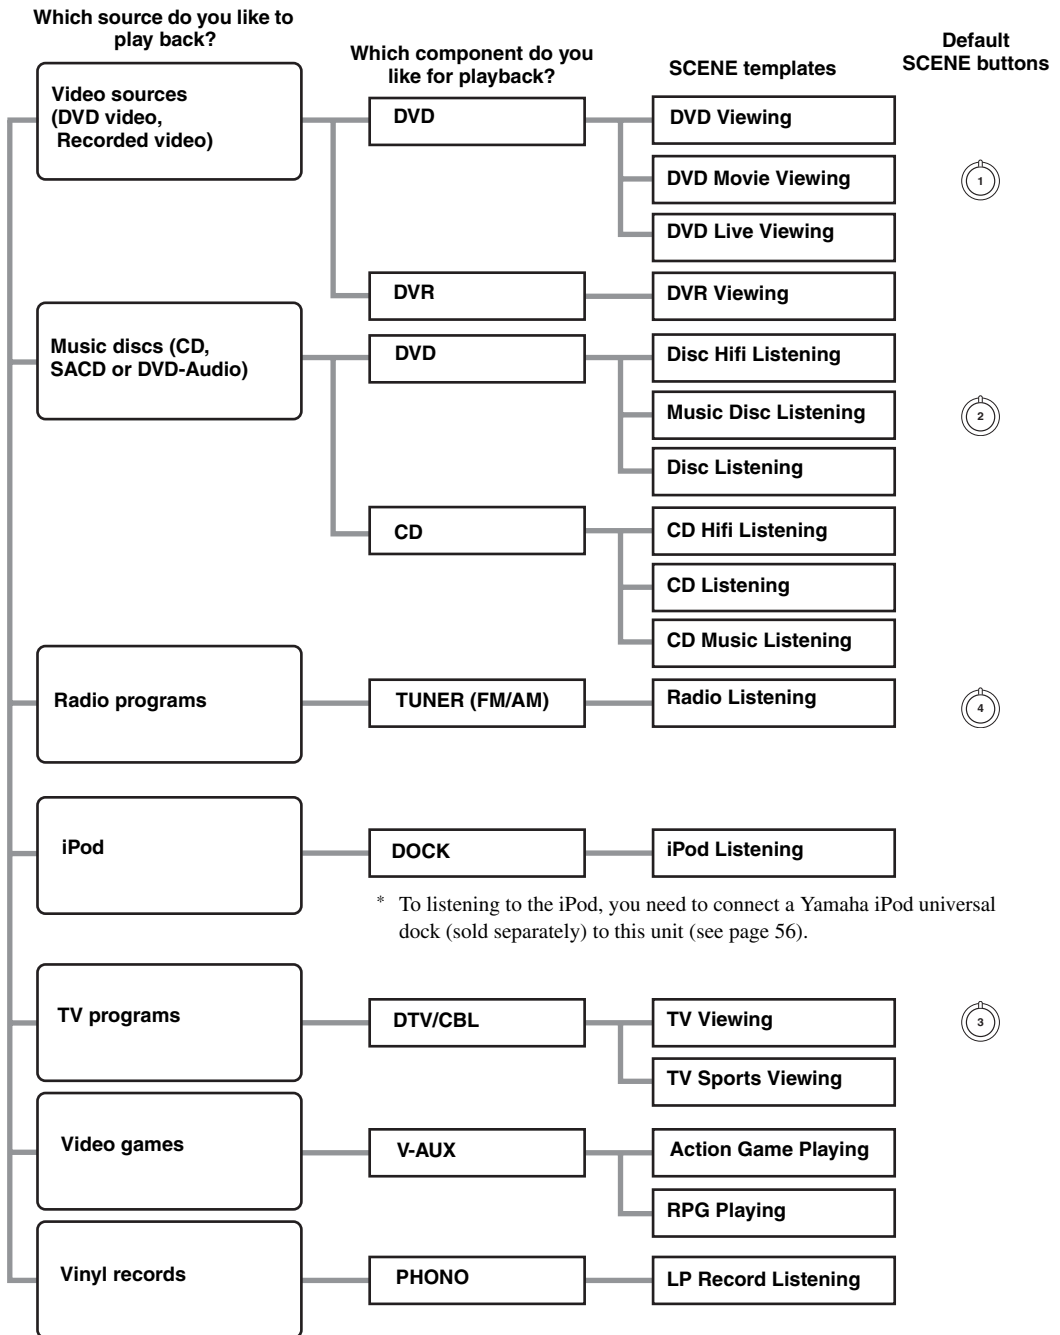 Which source do you like to
play back?
Which component do you
like for playback?
SCENE templates
Default
SCENE buttons
Video sources
(DVD video,
Recorded video)
DVD
DVD Viewing
DVD Movie Viewing
1
DVD Live Viewing
DVR
DVR Viewing
Music discs (CD,
SACD or DVD-Audio)
DVD
Disc Hifi Listening
Music Disc Listening
2
Disc Listening
CD
CD Hifi Listening
CD Listening
CD Music Listening
Radio programs
TUNER (FM/AM)
Radio Listening
4
iPod
DOCK
iPod Listening
* To listening to the iPod, you need to connect a Yamaha iPod universal
dock (sold separately) to this unit (see page 56).
TV programs
DTV/CBL
TV Viewing
3
TV Sports Viewing
Video games
V-AUX
Action Game Playing
RPG Playing
Vinyl records
PHONO
LP Record Listening